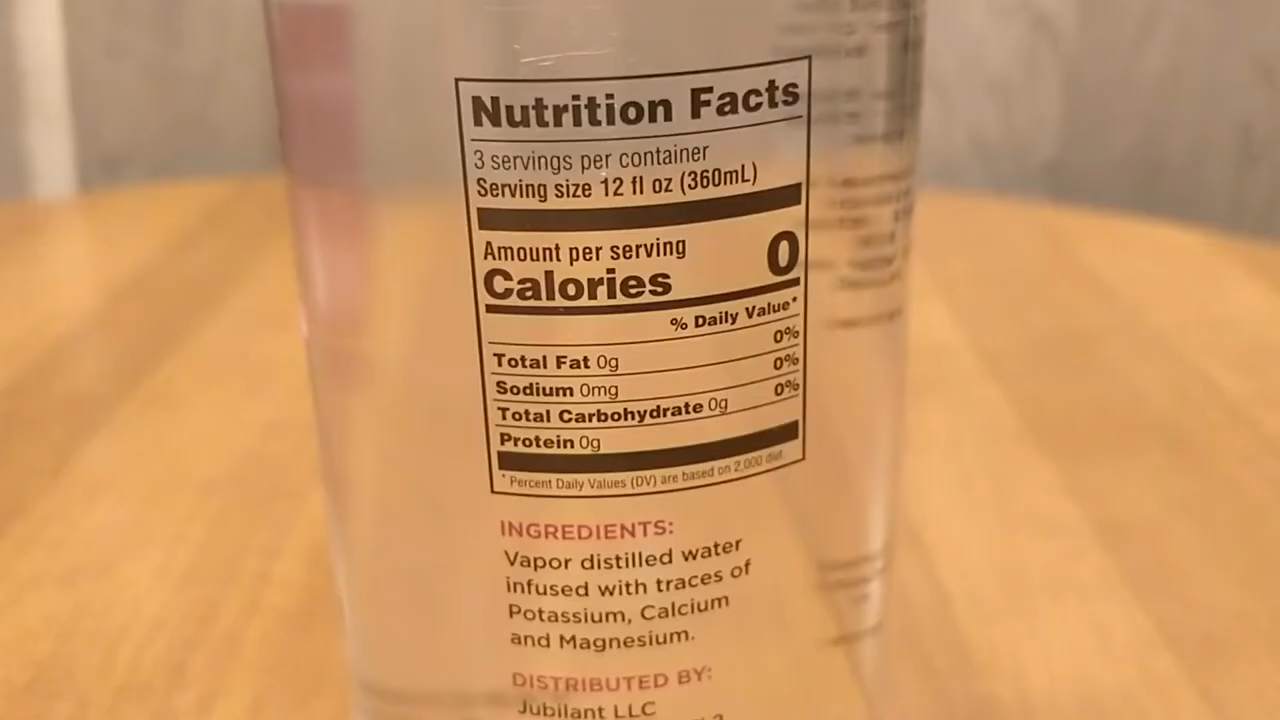 Nutrition Facts
3 servings per container
Serving size 12 fl oz (360mL)
Amount per serving
Calories 0
% Daily Value*
Total Fat 0g 0%
Sodium 0mg 0%
Total Carbohydrate 0g 0%
Protein 0g
* Percent Daily Values (DV) are based on 2,000 diet.
INGREDIENTS:
Vapor distilled water
infused with traces of
Potassium, Calcium
and Magnesium.
DISTRIBUTED BY:
Jubilant LLC